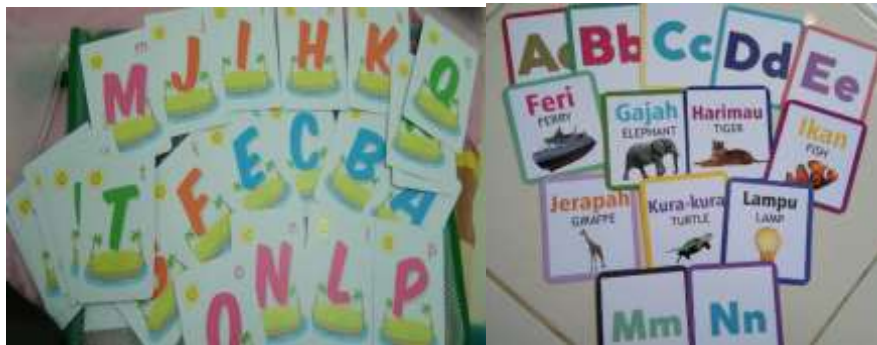 M J I H K Q
T F E C B A
O N L P
Aa Bb Cc Dd Ee
Feri
FERRY
Gajah
ELEPHANT
Harimau
TIGER
Ikan
FISH
Jerapah
GIRAFFE
Kura-kura
TURTLE
Lampu
LAMP
Mm Nn